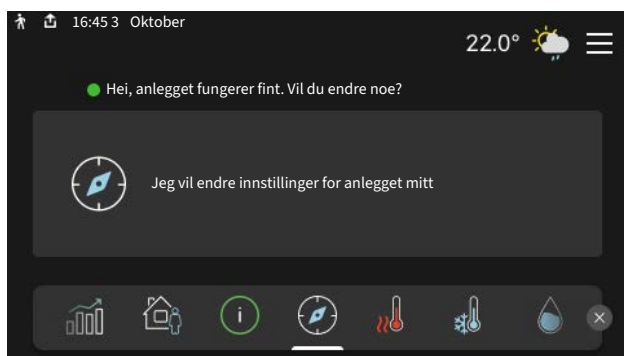 16:45 3 Oktober
22.0°
Hei, anlegget fungerer fint. Vil du endre noe?
Jeg vil endre innstillinger for anlegget mitt
i